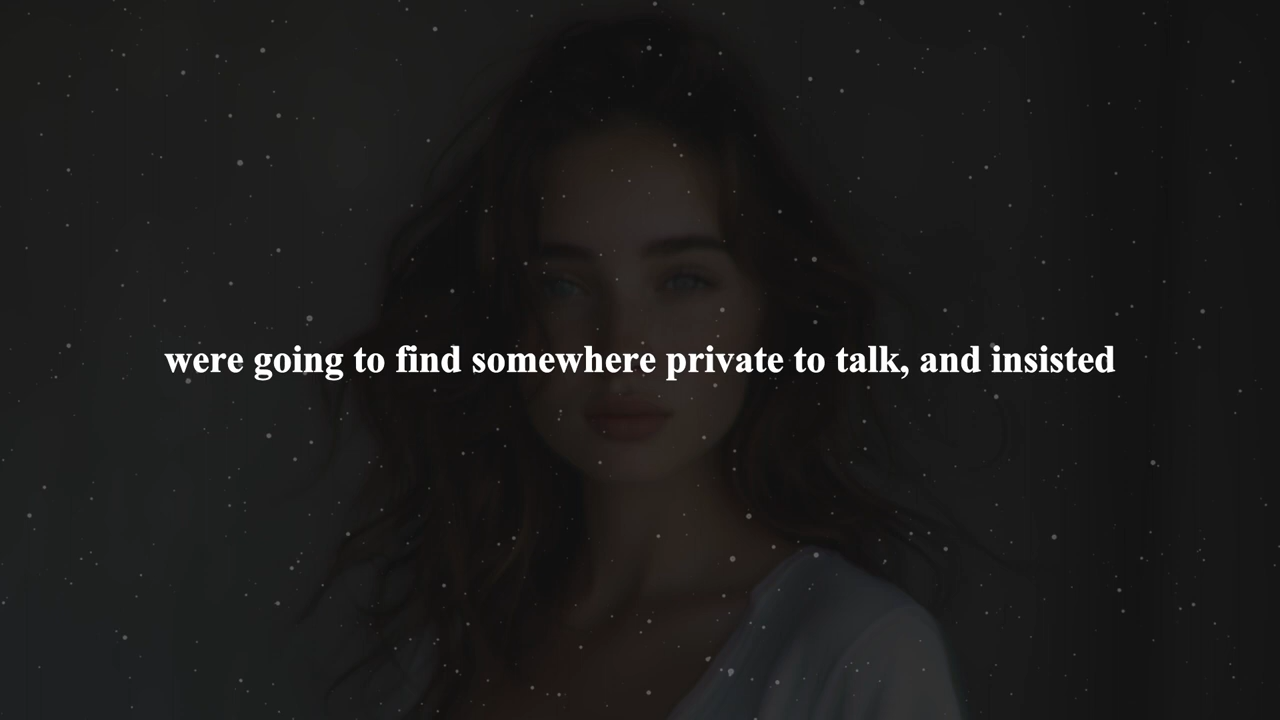 were going to find somewhere private to talk, and insisted